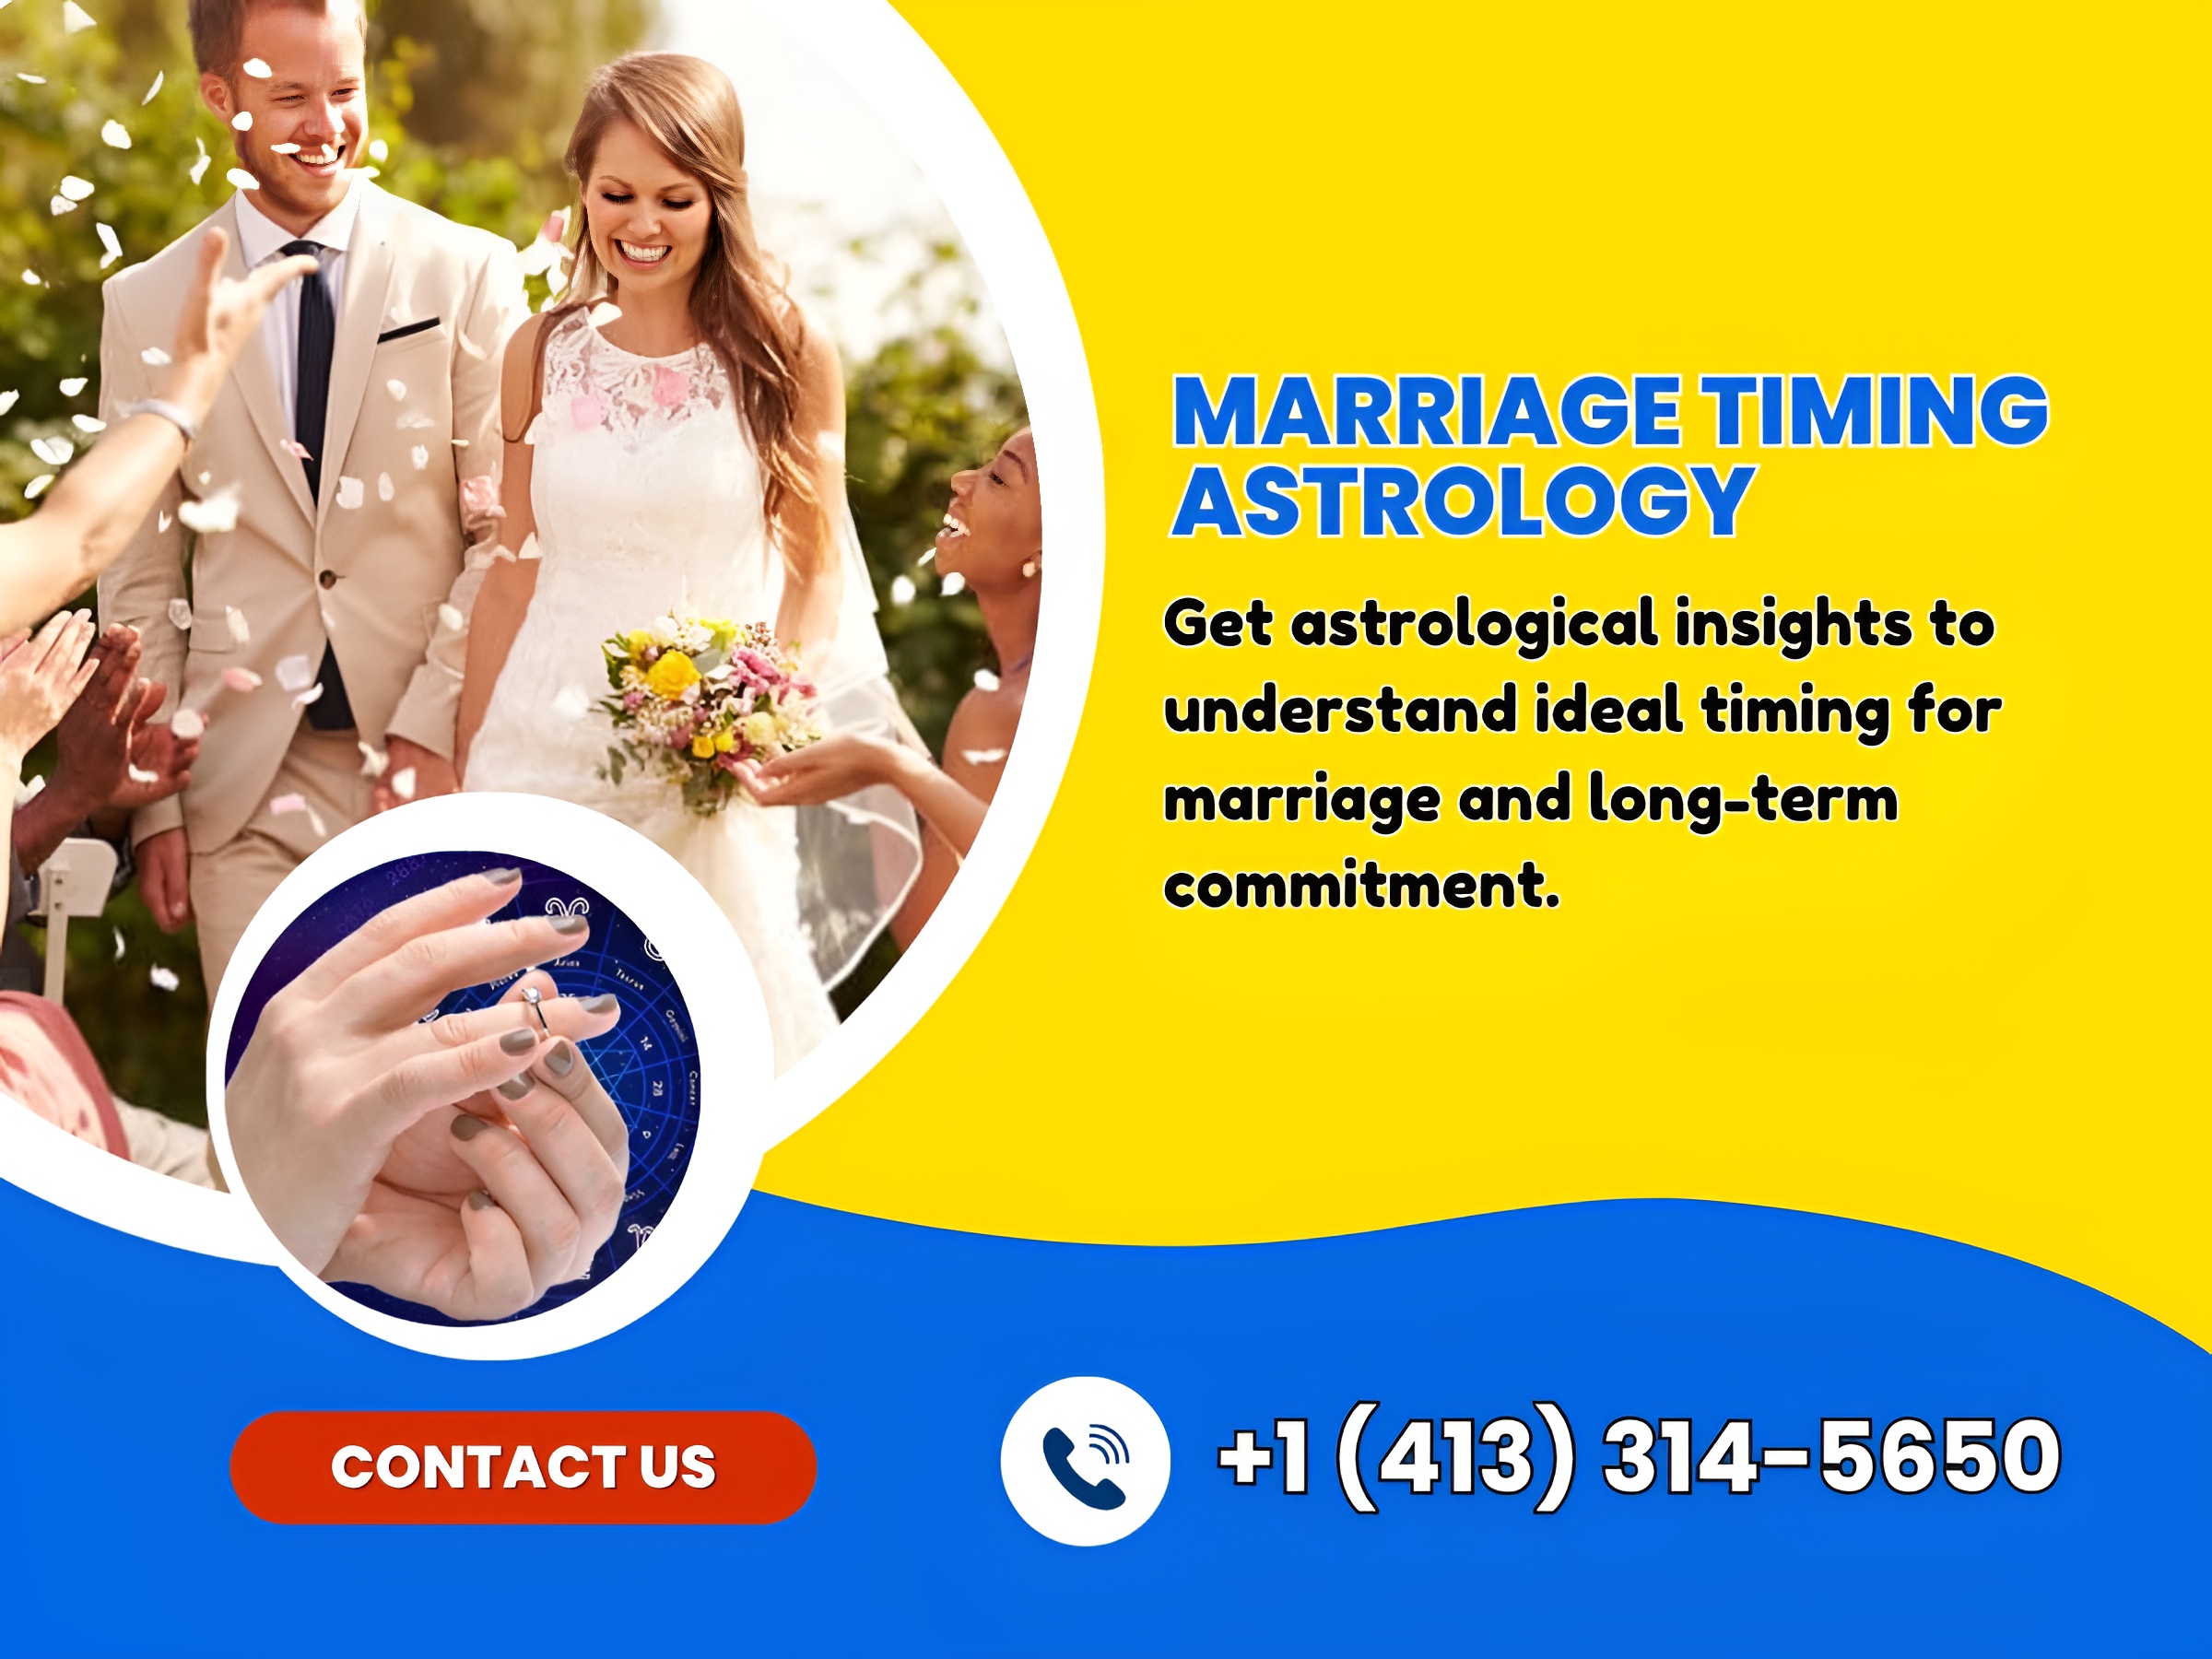 MARRIAGE TIMING
ASTROLOGY
Get astrological insights to
understand ideal timing for
marriage and long-term
commitment.
CONTACT US
+1 (413) 314-5650